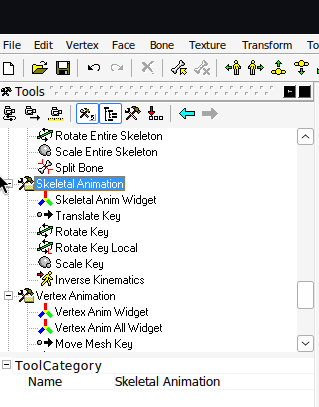 File Edit Vertex Face Bone Texture Transform
Tools
Rotate Entire Skeleton
Scale Entire Skeleton
Split Bone
Skeletal Animation
Skeletal Anim Widget
Translate Key
Rotate Key
Rotate Key Local
Scale Key
Inverse Kinematics
Vertex Animation
Vertex Anim Widget
Vertex Anim All Widget
Move Mesh Key
ToolCategory
Name Skeletal Animation